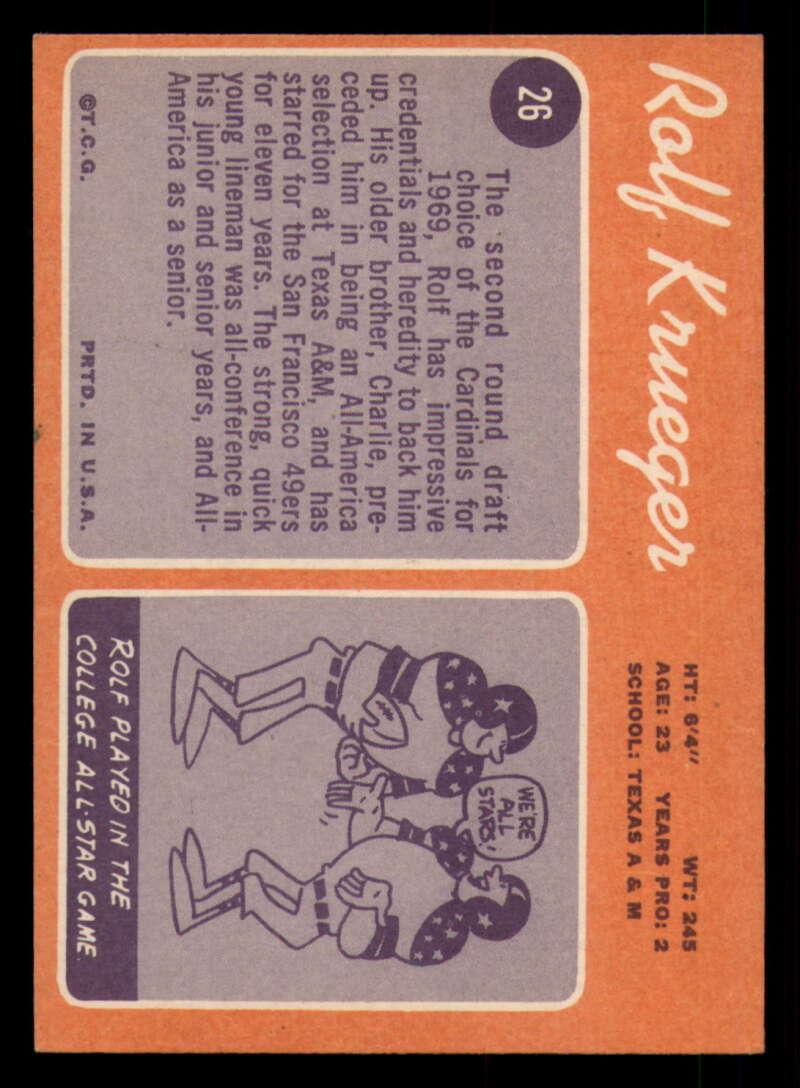 Rolf Krueger
HT: 6'4" WT: 245
AGE: 23 YEARS PRO: 2
SCHOOL: TEXAS A & M
26
The second round draft
choice of the Cardinals for
1969, Rolf has impressive
credentials and heredity to back him
up. His older brother, Charlie, pre-
ceded him in being an All-America
selection at Texas A&M, and has
starred for the San Francisco 49ers
for eleven years. The strong, quick
young lineman was all-conference in
his junior and senior years, and All-
America as a senior.
©T.C.G. PRTD. IN U.S.A.
WE'RE
ALL
STARS!
ROLF PLAYED IN THE
COLLEGE ALL-STAR GAME.